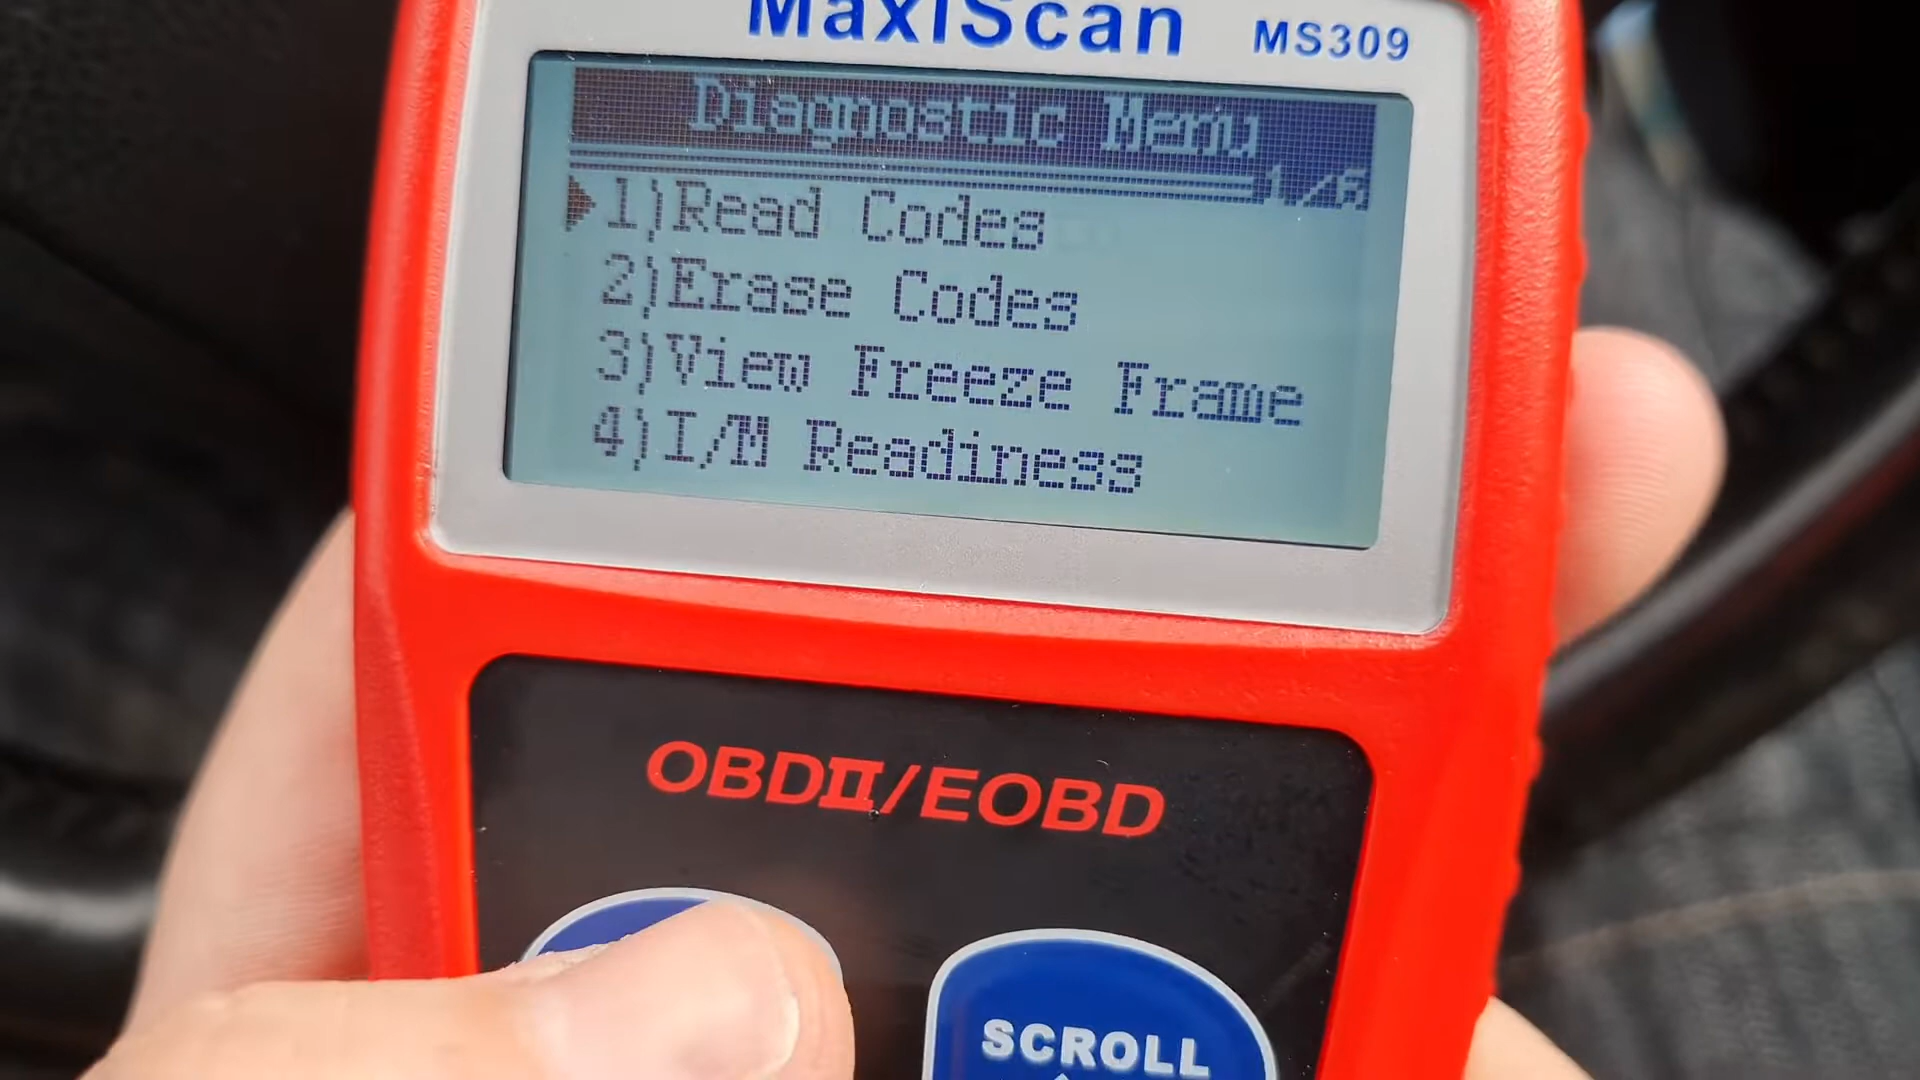 MaxiScan MS309
Diagnostic Menu
1)Read Codes
2)Erase Codes
3)View Freeze Frame
4)I/M Readiness
OBDII/EOBD
SCROLL